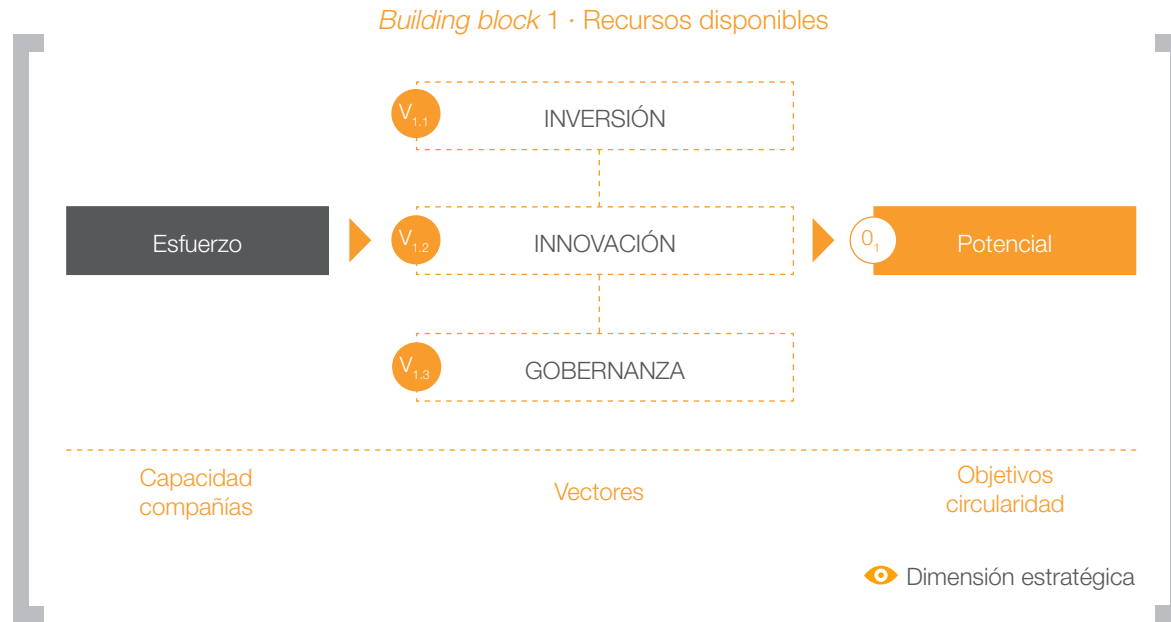 Building block 1 · Recursos disponibles
V1.1
INVERSIÓN
Esfuerzo
V1.2
INNOVACIÓN
O1
Potencial
V1.3
GOBERNANZA
Capacidad
compañías
Vectores
Objetivos
circularidad
Dimensión estratégica